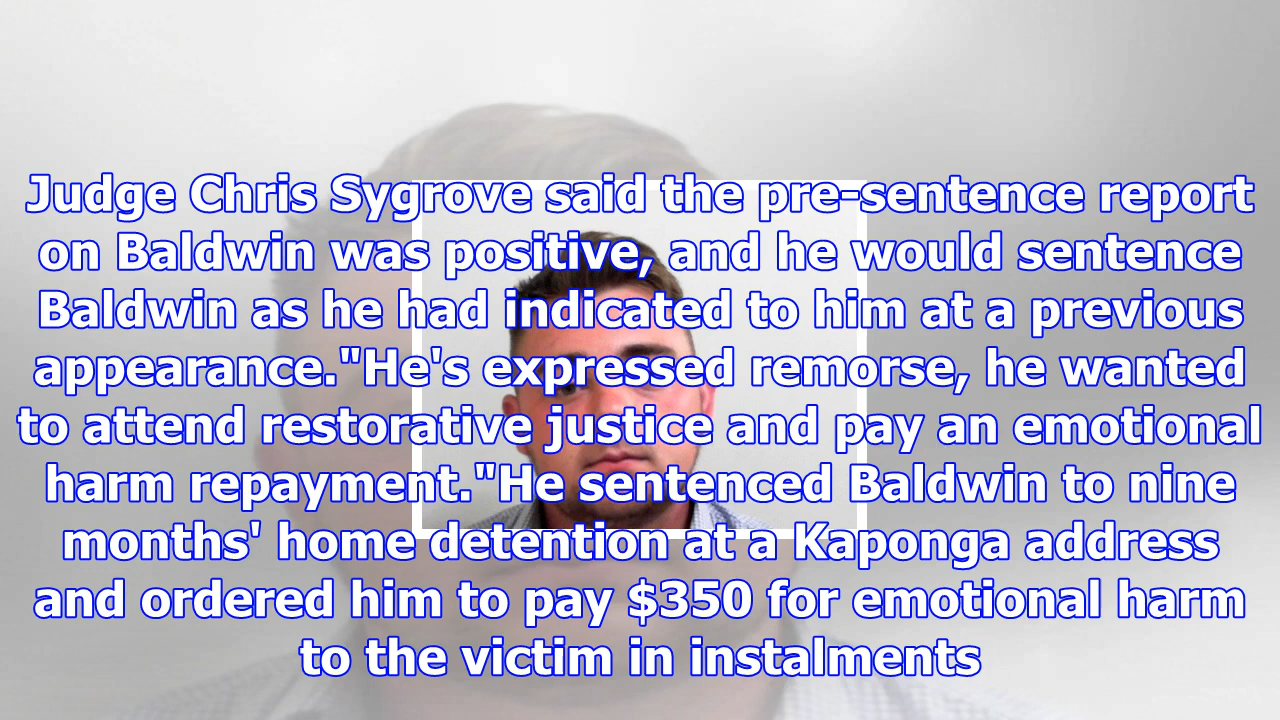 Judge Chris Sygrove said the pre-sentence report
on Baldwin was positive, and he would sentence
Baldwin as he had indicated to him at a previous
appearance."He's expressed remorse, he wanted
to attend restorative justice and pay an emotional
harm repayment."He sentenced Baldwin to nine
months' home detention at a Kaponga address
and ordered him to pay $350 for emotional harm
to the victim in instalments